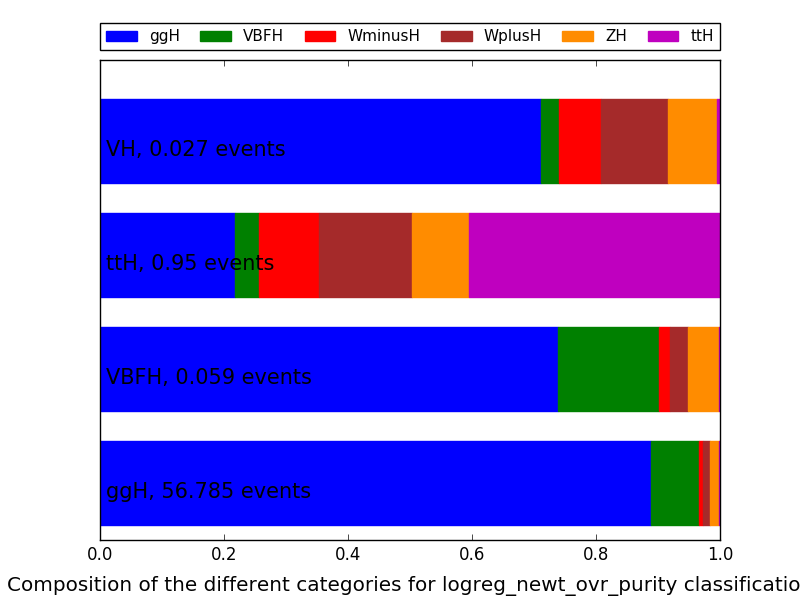 ggH VBFH WminusH WplusH ZH ttH
VH, 0.027 events
ttH, 0.95 events
VBFH, 0.059 events
ggH, 56.785 events
0.0 0.2 0.4 0.6 0.8 1.0
Composition of the different categories for logreg_newt_ovr_purity classificatio